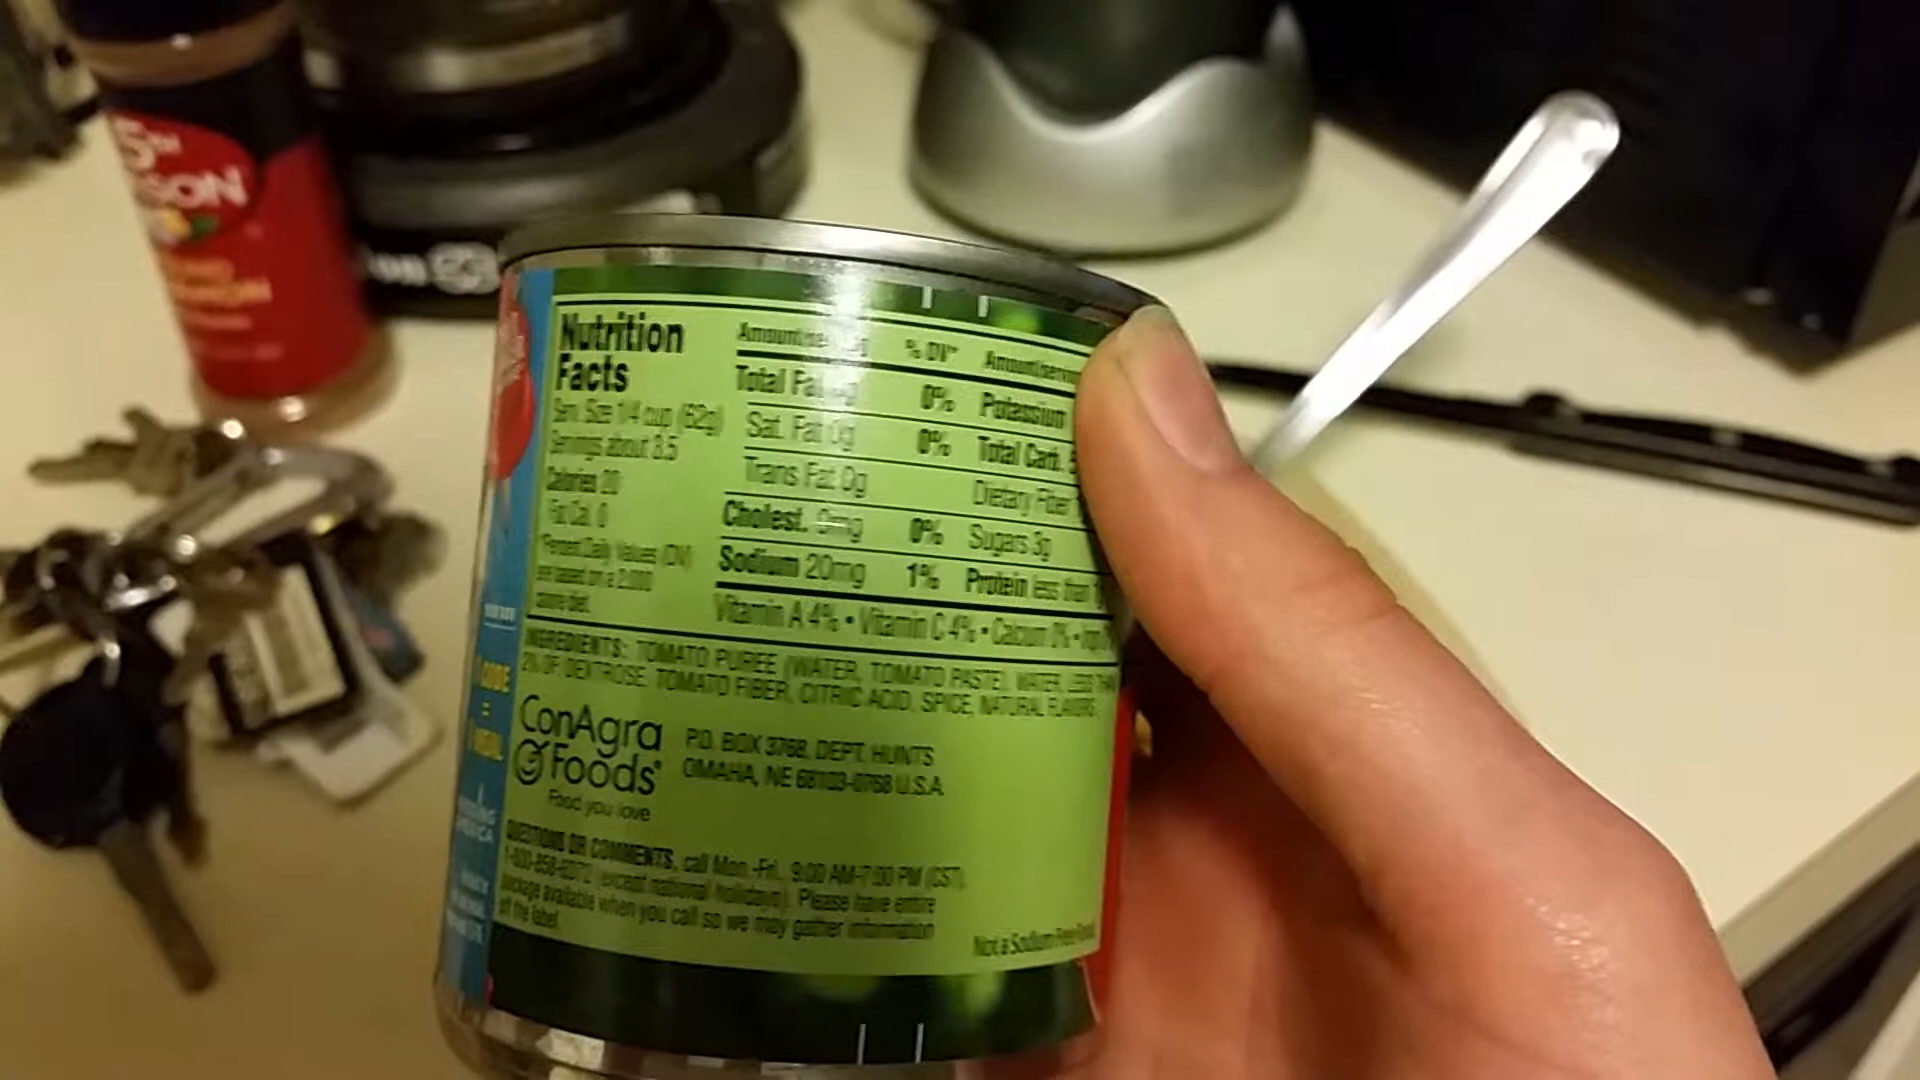 5TH
SON
Nutrition
Facts
Serv. Size 1/4 cup (62g)
Servings about 3.5
Calories 20
Fat Cal. 0
*Percent Daily Values (DV)
are based on a 2,000
calorie diet.
% DV*
Total Fat 0%
Sat. Fat 0g 0%
Trans Fat 0g
Cholest. 0mg 0%
Sodium 20mg 1%
Potassium
Total Carb.
Dietary Fiber
Sugars 3g
Protein less than
Vitamin A 4% • Vitamin C 4% • Calcium 0% •
INGREDIENTS: TOMATO PUREE (WATER, TOMATO PASTE), WATER, LESS THAN
2% OF DEXTROSE, TOMATO FIBER, CITRIC ACID, SPICE, NATURAL FLAVORS.
ConAgra
Foods®
Food you love
P.O. BOX 3768, DEPT. HUNTS
OMAHA, NE 68103-0768 U.S.A.
QUESTIONS OR COMMENTS, call Mon.-Fri., 9:00 AM-7:00 PM (CST),
(except national holidays). Please have entire
package available when you call so we may gather information
off the label.
Not a Sodium Free Food
CODE
=